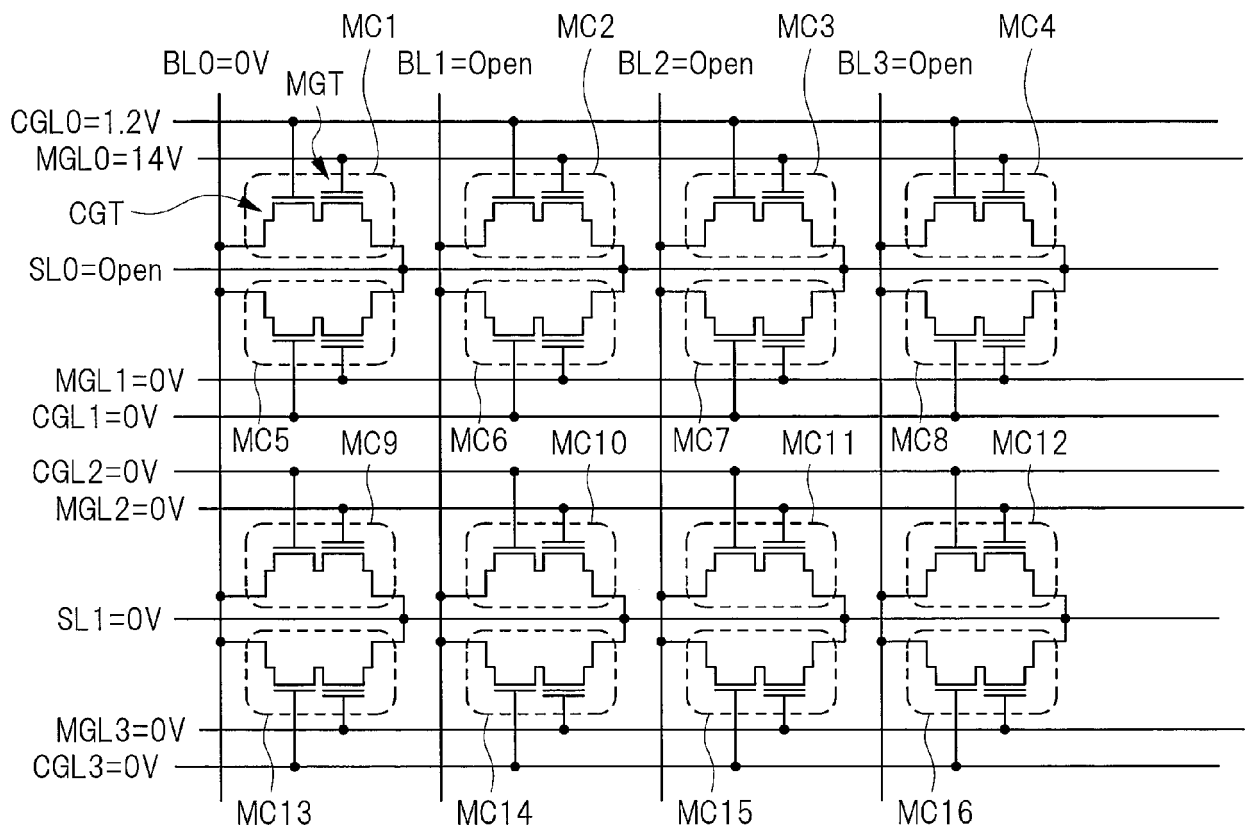 MC1 MC2 MC3 MC4
BL0=0V BL1=Open BL2=Open BL3=Open
MGT
CGL0=1.2V
MGL0=14V
CGT
SL0=Open
MGL1=0V
CGL1=0V
MC5 MC9 MC6 MC10 MC7 MC11 MC8 MC12
CGL2=0V
MGL2=0V
SL1=0V
MGL3=0V
CGL3=0V
MC13 MC14 MC15 MC16